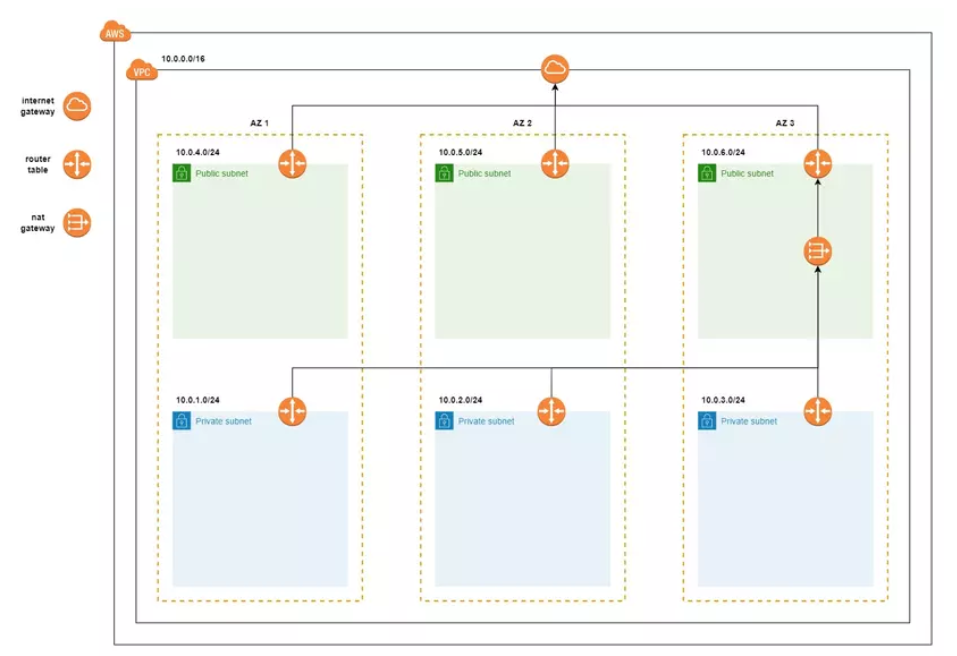 AWS
VPC
10.0.0.0/16
internet
gateway
router
table
nat
gateway
AZ 1
AZ 2
AZ 3
10.0.4.0/24
10.0.5.0/24
10.0.6.0/24
Public subnet
Public subnet
Public subnet
10.0.1.0/24
10.0.2.0/24
10.0.3.0/24
Private subnet
Private subnet
Private subnet